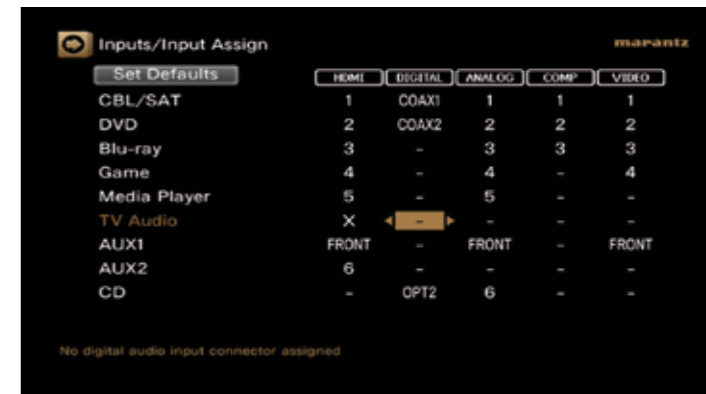 Inputs/Input Assign marantz
Set Defaults HDMI DIGITAL ANALOG COMP VIDEO
CBL/SAT 1 COAX1 1 1 1
DVD 2 COAX2 2 2 2
Blu-ray 3 - 3 3 3
Game 4 - 4 - 4
Media Player 5 - 5 - -
TV Audio X - - - -
AUX1 FRONT - FRONT - FRONT
AUX2 6 - - - -
CD - OPT2 6 - -
No digital audio input connector assigned